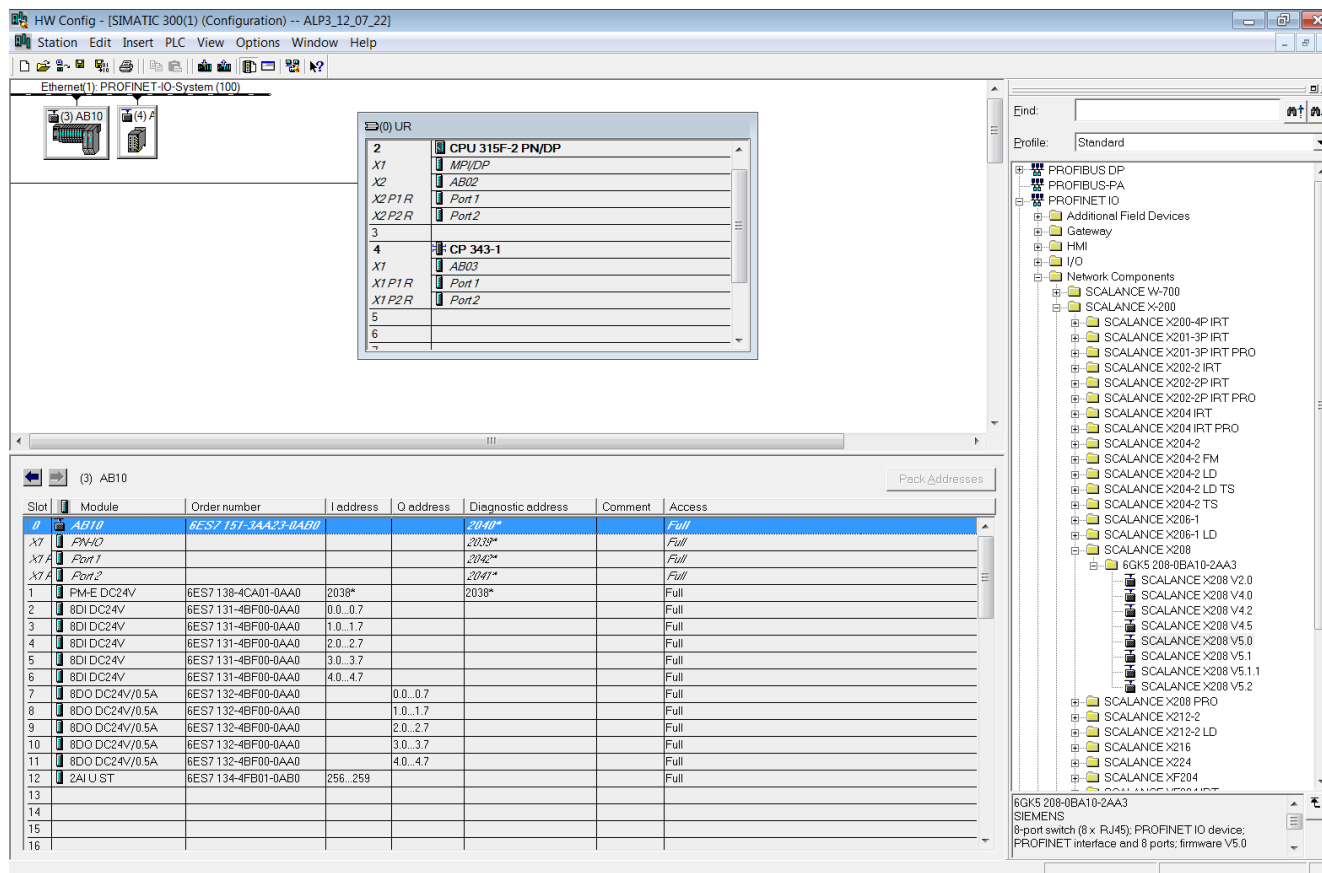 HW Config - [SIMATIC 300(1) (Configuration) -- ALP3_12_07_22]
Station Edit Insert PLC View Options Window Help
Ethernet(1): PROFINET-IO-System (100)
(3) AB10
(4) A
(0) UR
2 CPU 315F-2 PN/DP
X1 MPI/DP
X2 AB02
X2 P1 R Port 1
X2 P2 R Port 2
3
4 CP 343-1
X1 AB03
X1 P1 R Port 1
X1 P2 R Port 2
5
6
(3) AB10
Pack Addresses
Slot Module Order number I address Q address Diagnostic address Comment Access
0 AB10 6ES7 151-3AA23-0AB0 2040* Full
X1 PN-IO 2039* Full
X1 P Port 1 2042* Full
X1 P Port 2 2041* Full
1 PM-E DC24V 6ES7 138-4CA01-0AA0 2038* 2038* Full
2 8DI DC24V 6ES7 131-4BF00-0AA0 0.0...0.7 Full
3 8DI DC24V 6ES7 131-4BF00-0AA0 1.0...1.7 Full
4 8DI DC24V 6ES7 131-4BF00-0AA0 2.0...2.7 Full
5 8DI DC24V 6ES7 131-4BF00-0AA0 3.0...3.7 Full
6 8DI DC24V 6ES7 131-4BF00-0AA0 4.0...4.7 Full
7 8DO DC24V/0.5A 6ES7 132-4BF00-0AA0 0.0...0.7 Full
8 8DO DC24V/0.5A 6ES7 132-4BF00-0AA0 1.0...1.7 Full
9 8DO DC24V/0.5A 6ES7 132-4BF00-0AA0 2.0...2.7 Full
10 8DO DC24V/0.5A 6ES7 132-4BF00-0AA0 3.0...3.7 Full
11 8DO DC24V/0.5A 6ES7 132-4BF00-0AA0 4.0...4.7 Full
12 2AI U ST 6ES7 134-4FB01-0AB0 256...259 Full
13
14
15
16
Find:
Profile: Standard
PROFIBUS DP
PROFIBUS-PA
PROFINET IO
Additional Field Devices
Gateway
HMI
I/O
Network Components
SCALANCE W-700
SCALANCE X-200
SCALANCE X200-4P IRT
SCALANCE X201-3P IRT
SCALANCE X201-3P IRT PRO
SCALANCE X202-2 IRT
SCALANCE X202-2P IRT
SCALANCE X202-2P IRT PRO
SCALANCE X204 IRT
SCALANCE X204 IRT PRO
SCALANCE X204-2
SCALANCE X204-2 FM
SCALANCE X204-2 LD
SCALANCE X204-2 LD TS
SCALANCE X204-2 TS
SCALANCE X206-1
SCALANCE X206-1 LD
SCALANCE X208
6GK5 208-0BA10-2AA3
SCALANCE X208 V2.0
SCALANCE X208 V4.0
SCALANCE X208 V4.2
SCALANCE X208 V4.5
SCALANCE X208 V5.0
SCALANCE X208 V5.1
SCALANCE X208 V5.1.1
SCALANCE X208 V5.2
SCALANCE X208 PRO
SCALANCE X212-2
SCALANCE X212-2 LD
SCALANCE X216
SCALANCE X224
SCALANCE XF204
6GK5 208-0BA10-2AA3
SIEMENS
8-port switch (8 x RJ45); PROFINET IO device;
PROFINET interface and 8 ports; firmware V5.0